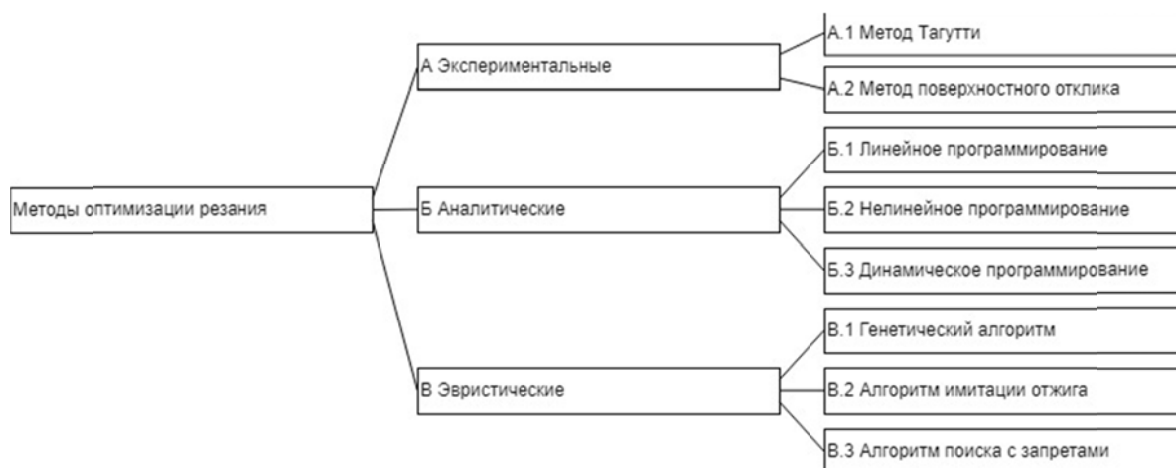 Методы оптимизации резания
А Экспериментальные
А.1 Метод Тагутти
А.2 Метод поверхностного отклика
Б Аналитические
Б.1 Линейное программирование
Б.2 Нелинейное программирование
Б.3 Динамическое программирование
В Эвристические
В.1 Генетический алгоритм
В.2 Алгоритм имитации отжига
В.3 Алгоритм поиска с запретами